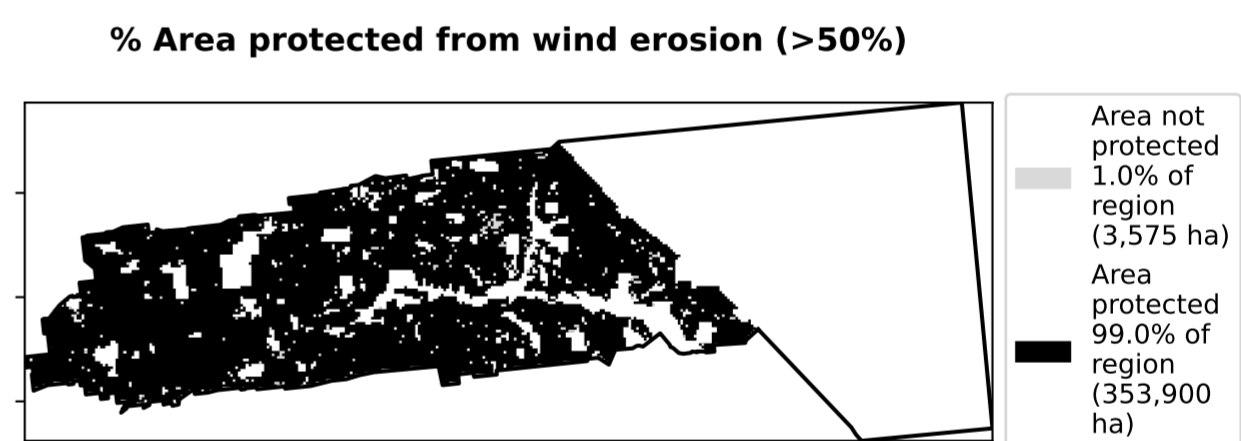 % Area protected from wind erosion (>50%)
Area not
protected
1.0% of
region
(3,575 ha)
Area
protected
99.0% of
region
(353,900
ha)